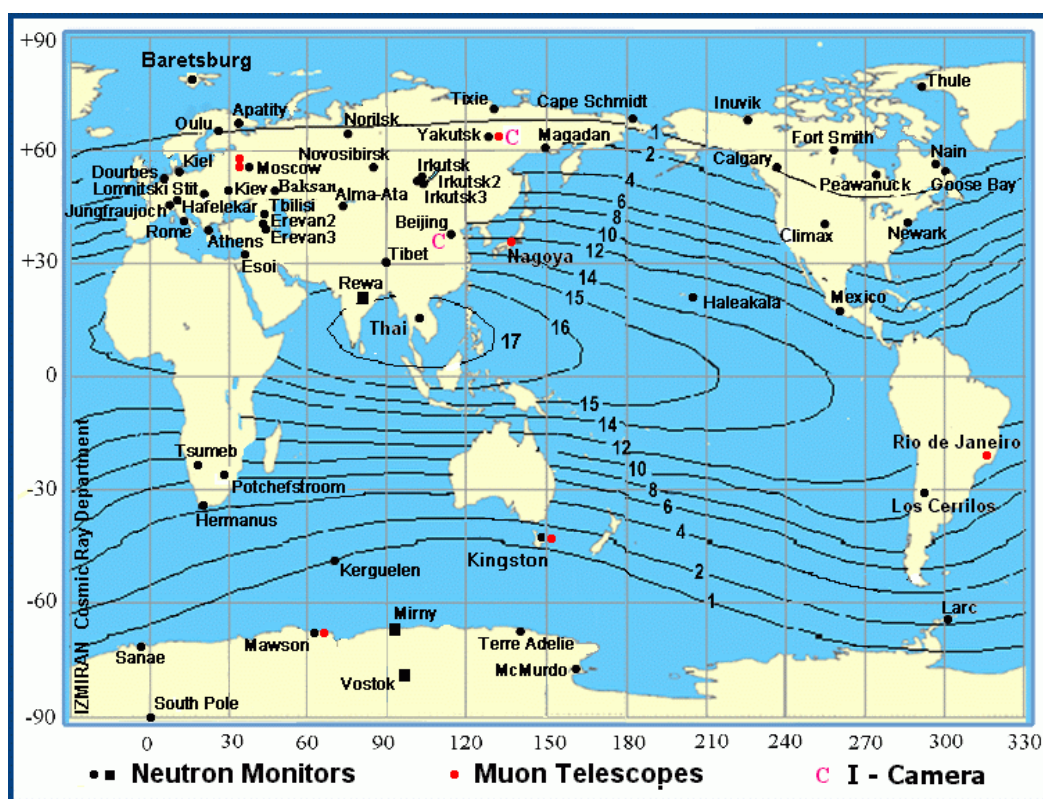 +90
Baretsburg
Thule
Tixie
Cape Schmidt
Inuvik
Apatity
Oulu
Norilsk
Yakutsk
C
Magadan
1
Fort Smith
+60
2
Kiel
Novosibirsk
Irkutsk
Calgary
Nain
Dourbes
Moscow
Irkutsk2
4
Peawanuck
Goose Bay
Lomnitski Stit
Kiev
Baksan
Alma-Ata
Irkutsk3
6
Jungfraujoch
Hafelekar
Tbilisi
8
Rome
Erevan2
Beijing
10
Climax
Newark
Athens
Erevan3
C
12
+30
Esoi
Tibet
Nagoya
14
Rewa
15
Haleakala
Mexico
Thai
16
17
0
15
14
12
Rio de Janeiro
Tsumeb
10
-30
Potchefstroom
8
Los Cerrilos
Hermanus
6
4
Kingston
Kerguelen
2
-60
1
Mirny
Larc
Sanae
Mawson
Terre Adelie
Vostok
McMurdo
South Pole
-90
IZMIRAN Cosmic Ray Department
0 30 60 90 120 150 180 210 240 270 300 330
Neutron Monitors
Muon Telescopes
C I - Camera